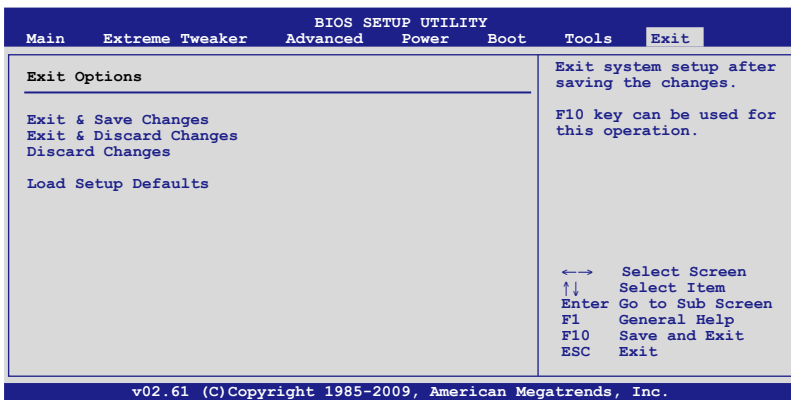 BIOS SETUP UTILITY
Main Extreme Tweaker Advanced Power Boot Tools Exit
Exit Options
Exit & Save Changes
Exit & Discard Changes
Discard Changes
Load Setup Defaults
Exit system setup after
saving the changes.
F10 key can be used for
this operation.
←→ Select Screen
↑↓ Select Item
Enter Go to Sub Screen
F1 General Help
F10 Save and Exit
ESC Exit
v02.61 (C)Copyright 1985-2009, American Megatrends, Inc.